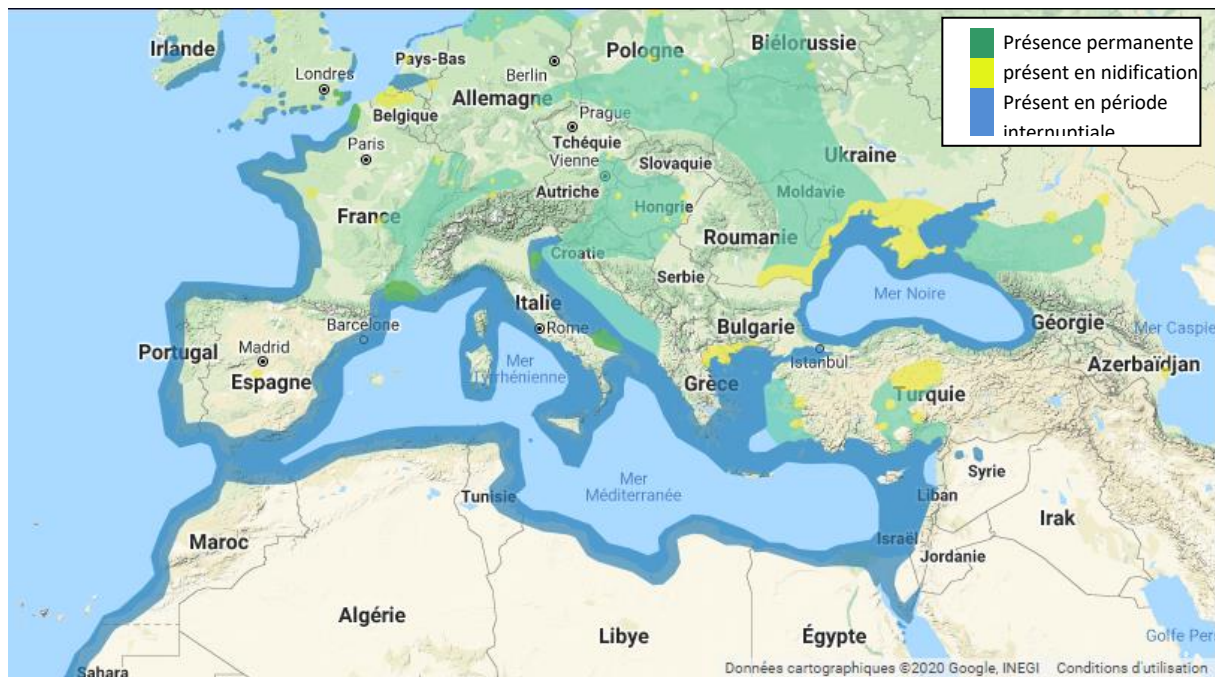 Présence permanente
présent en nidification
Présent en période
internuptiale
Irlande
Londres
Pays-Bas
Berlin
Pologne
Biélorussie
Belgique
Allemagne
Paris
Prague
Tchéquie
Vienne
Slovaquie
Ukraine
Autriche
Hongrie
Moldavie
France
Roumanie
Croatie
Serbie
Italie
Mer Noire
Barcelone
Rome
Bulgarie
Géorgie
Mer Caspie
Portugal
Madrid
Espagne
Mer
Tyrrhénienne
Istanbul
Azerbaïdjan
Grèce
Turquie
Mer
Méditerranée
Tunisie
Syrie
Liban
Irak
Maroc
Israël
Jordanie
Algérie
Libye
Égypte
Golfe Pers
Sahara
Données cartographiques ©2020 Google, INEGI Conditions d'utilisation